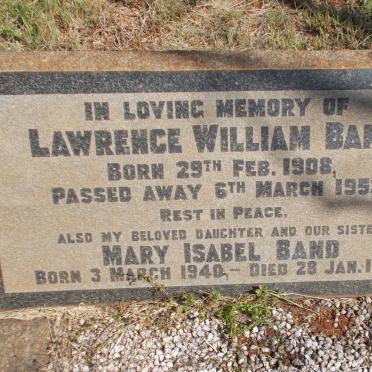 IN LOVING MEMORY OF
LAWRENCE WILLIAM
BORN 29TH FEB. 1908,
PASSED AWAY 6TH MARCH
REST IN PEACE.
ALSO MY BELOVED DAUGHTER AND OUR
MARY ISABEL BAND
BORN 3 MARCH 1940,- DIED 28 JAN.